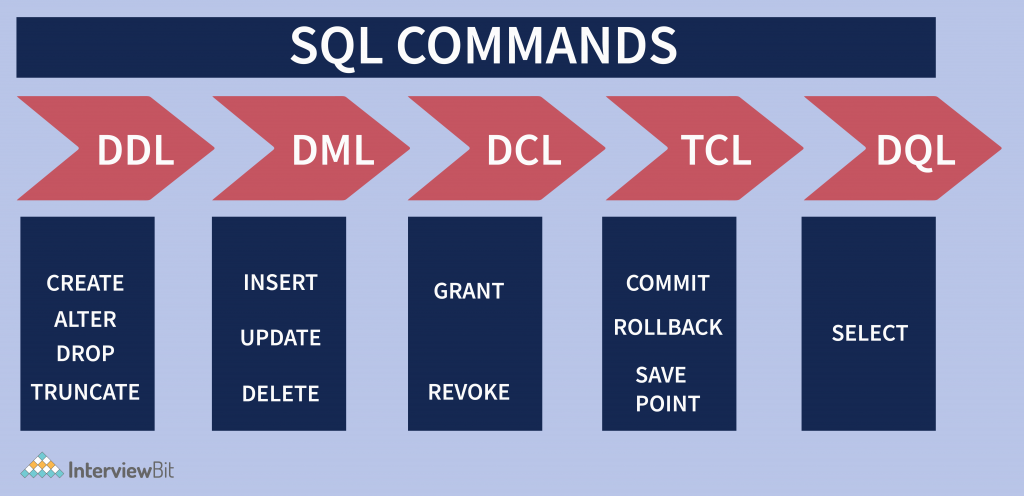 SQL COMMANDS
DDL
DML
DCL
TCL
DQL
CREATE
ALTER
DROP
TRUNCATE
INSERT
UPDATE
DELETE
GRANT
REVOKE
COMMIT
ROLLBACK
SAVE
POINT
SELECT
InterviewBit